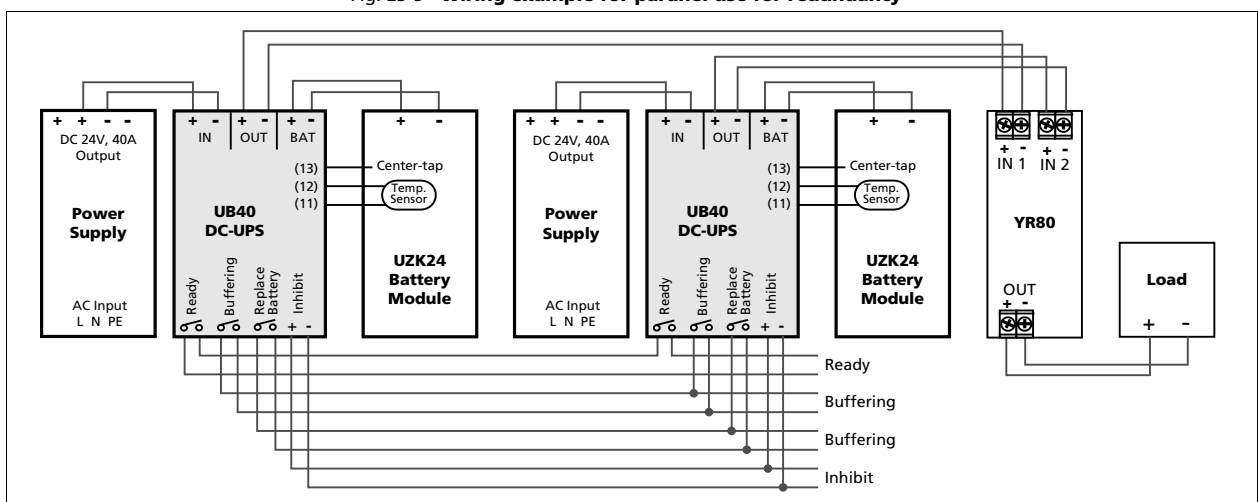 Fig. 23-9 Wiring example for parallel use for redundancy
+ + - -
DC 24V, 40A
Output
Power
Supply
AC Input
L N PE
+ - + - + -
IN OUT BAT
(13)
(12)
(11)
UB40
DC-UPS
Ready
Buffering
Replace
Battery
Inhibit
+ -
+ -
Center-tap
Temp.
Sensor
UZK24
Battery
Module
+ + - -
DC 24V, 40A
Output
Power
Supply
AC Input
L N PE
+ - + - + -
IN OUT BAT
(13)
(12)
(11)
UB40
DC-UPS
Ready
Buffering
Replace
Battery
Inhibit
+ -
+ -
Center-tap
Temp.
Sensor
UZK24
Battery
Module
+ - + -
IN 1 IN 2
YR80
OUT
+ -
Load
+ -
Ready
Buffering
Buffering
Inhibit